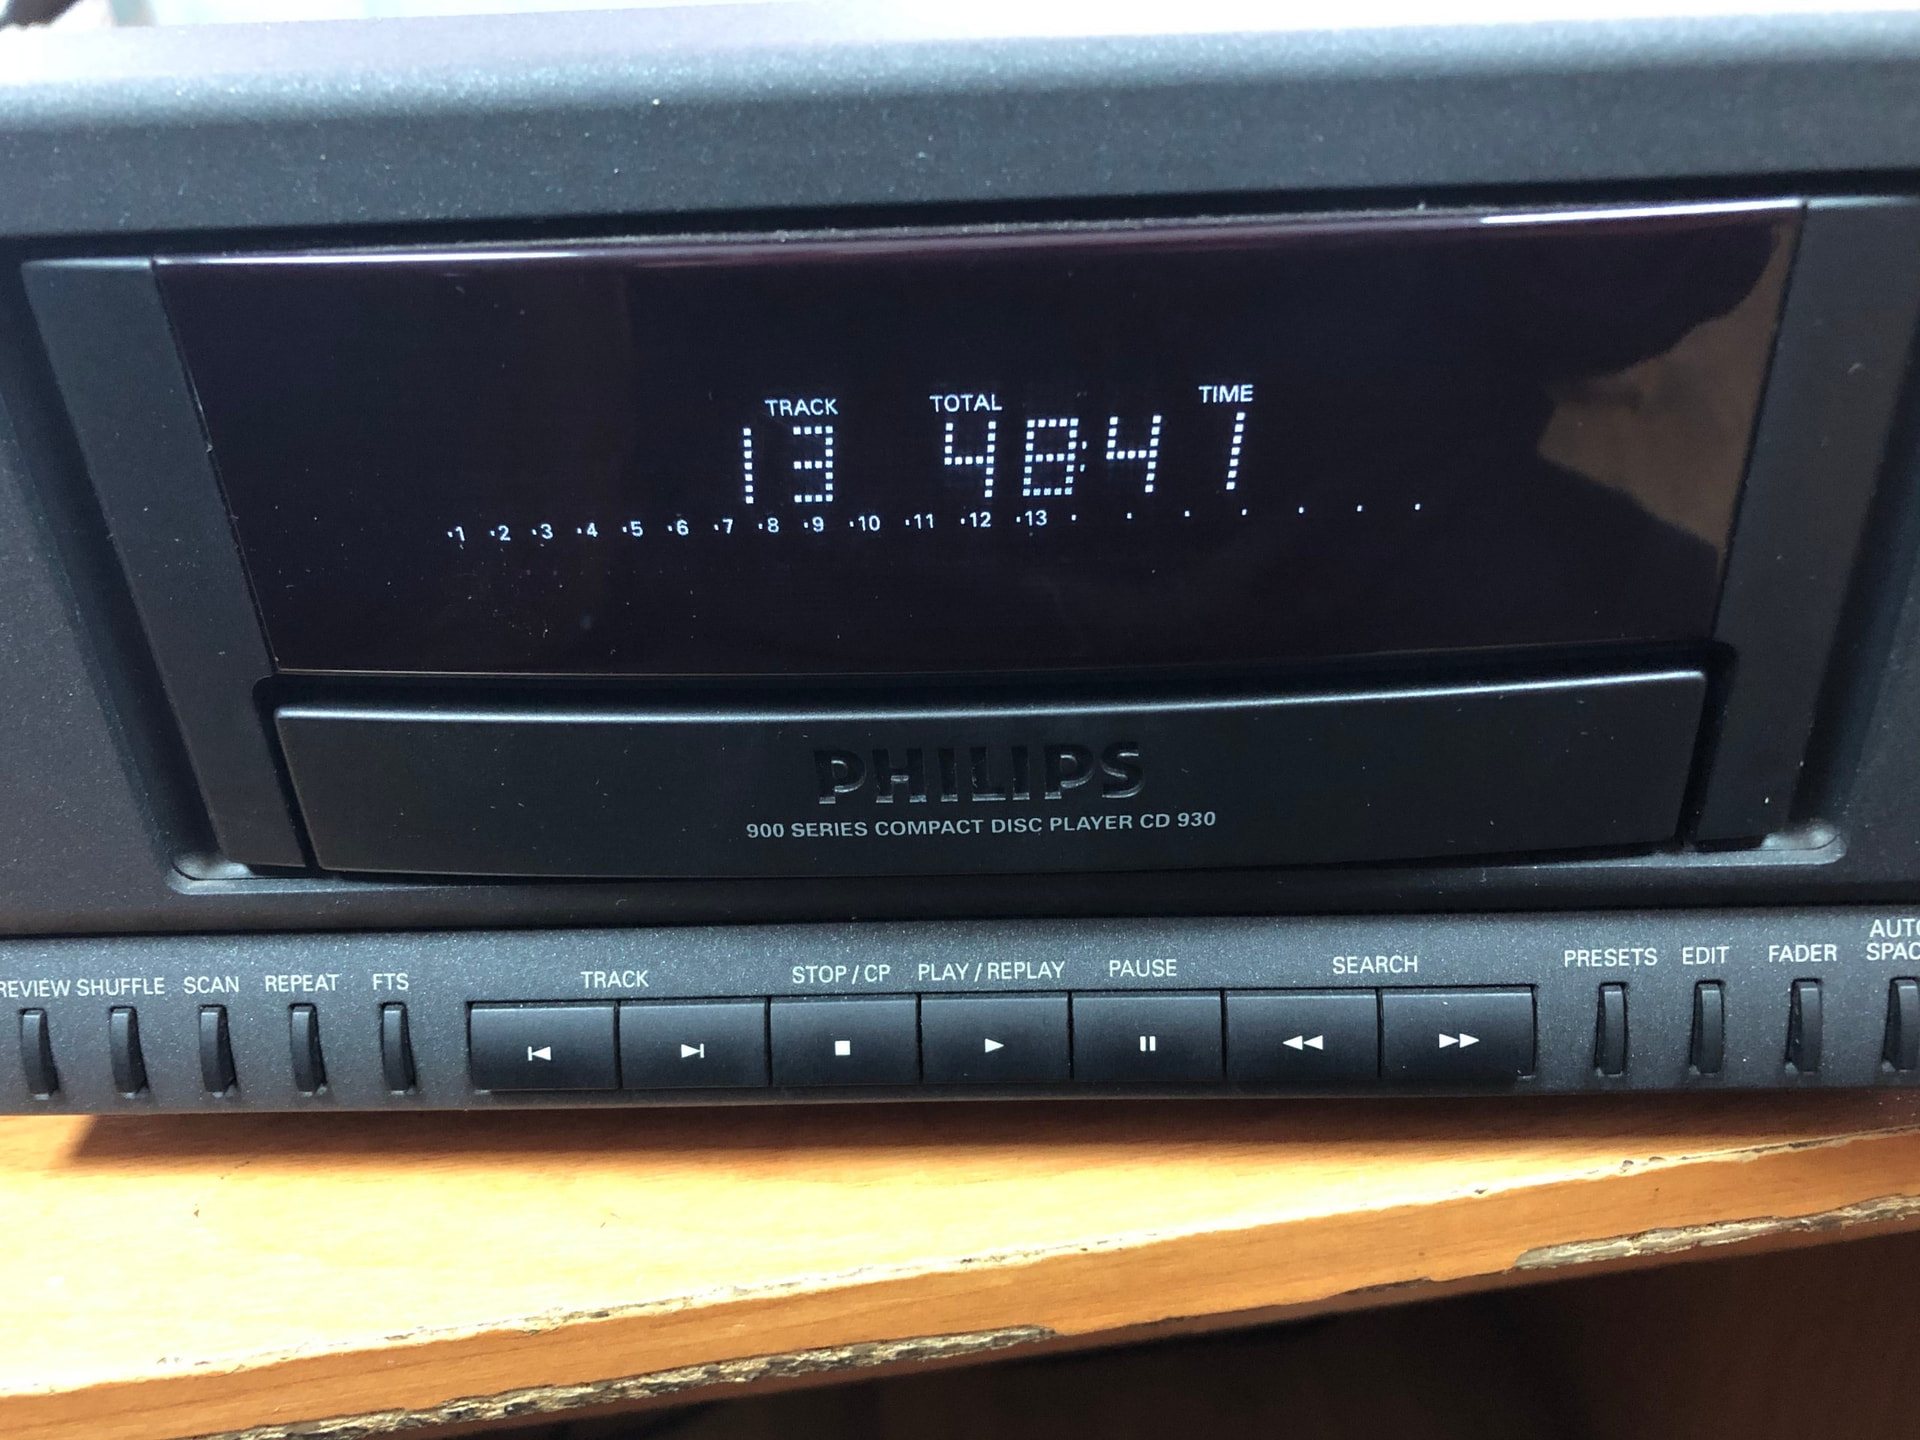 TRACK TOTAL TIME
13 48:47
1 2 3 4 5 6 7 8 9 10 11 12 13
PHILIPS
900 SERIES COMPACT DISC PLAYER CD 930
REVIEW SHUFFLE SCAN REPEAT FTS TRACK STOP / CP PLAY / REPLAY PAUSE SEARCH PRESETS EDIT FADER AUTO
SPAC